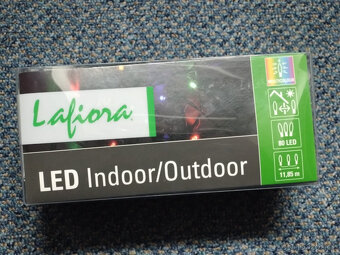 Lafiora
LED Indoor/Outdoor
80 LED
11,85 m